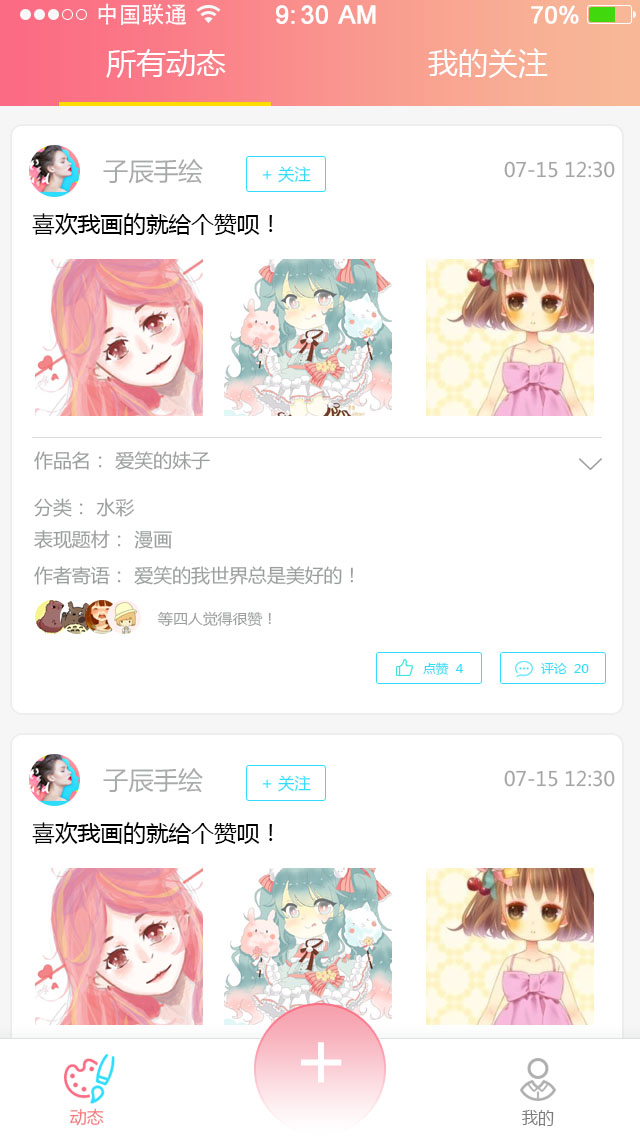 中国联通 9:30 AM 70%
所有动态 我的关注
子辰手绘 + 关注 07-15 12:30
喜欢我画的就给个赞呗！
作品名： 爱笑的妹子
分类： 水彩
表现题材： 漫画
作者寄语： 爱笑的我世界总是美好的！
等四人觉得很赞！
点赞 4 评论 20
子辰手绘 + 关注 07-15 12:30
喜欢我画的就给个赞呗！
动态 我的